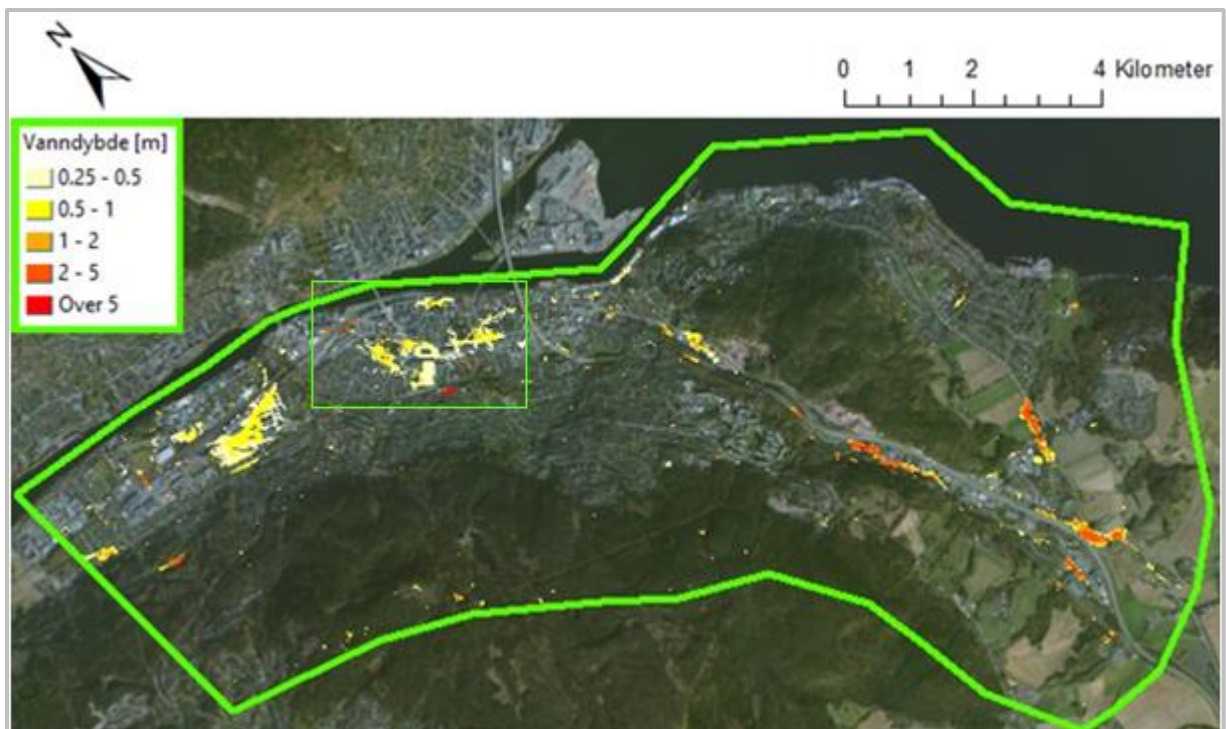 N
0 1 2 4 Kilometer
Vanndybde [m]
0.25 - 0.5
0.5 - 1
1 - 2
2 - 5
Over 5